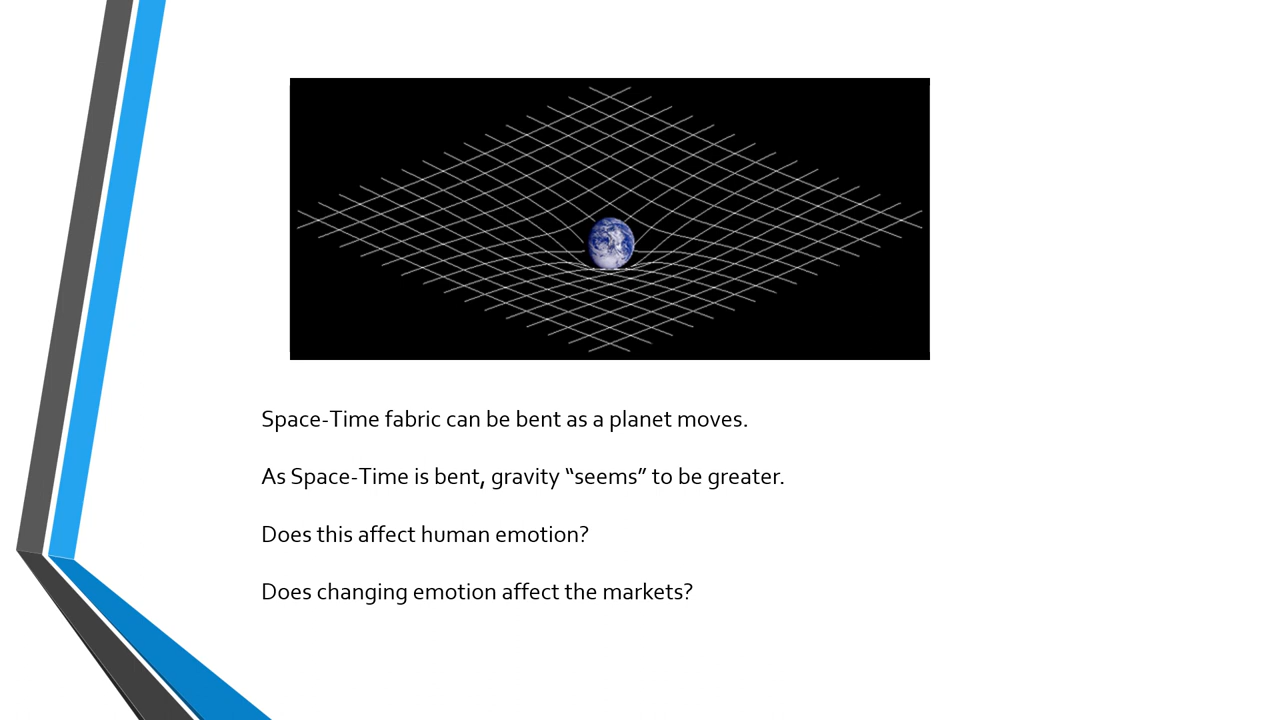 Space-Time fabric can be bent as a planet moves.
As Space-Time is bent, gravity “seems” to be greater.
Does this affect human emotion?
Does changing emotion affect the markets?